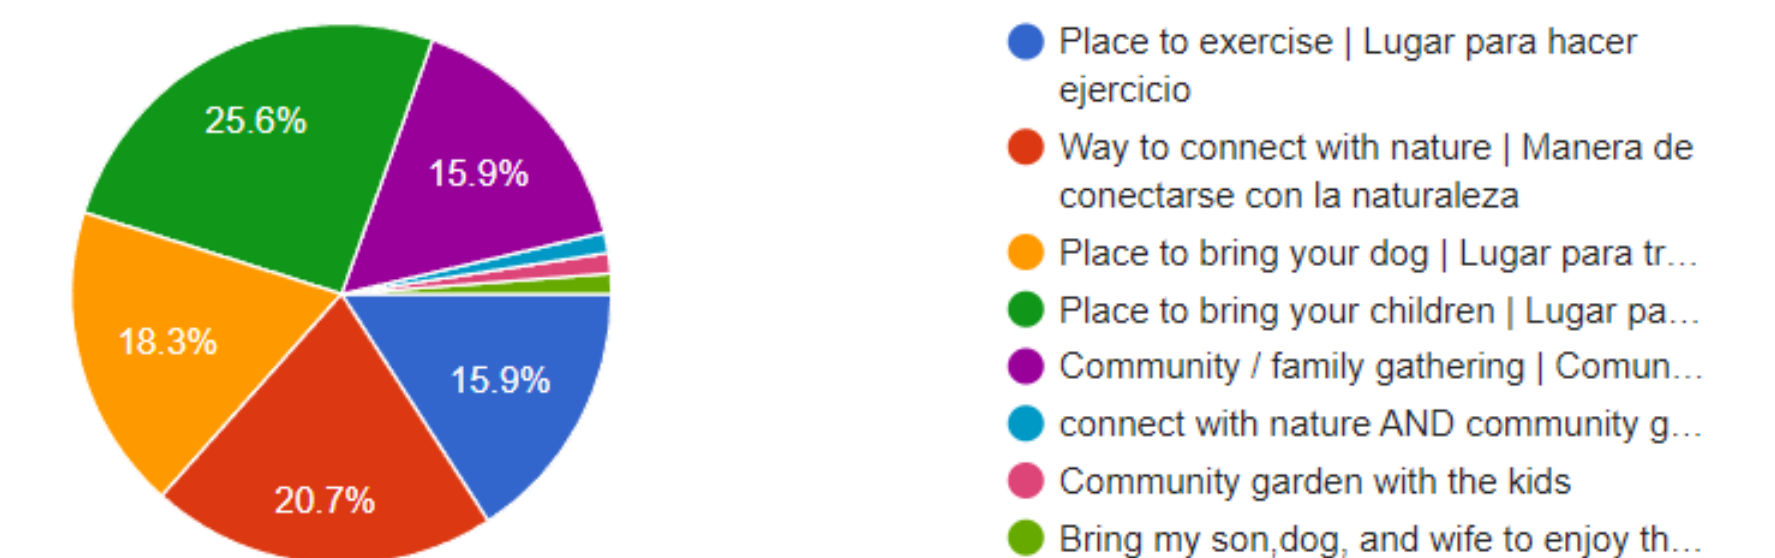 25.6%
15.9%
18.3%
15.9%
20.7%
Place to exercise | Lugar para hacer
ejercicio
Way to connect with nature | Manera de
conectarse con la naturaleza
Place to bring your dog | Lugar para tr...
Place to bring your children | Lugar pa...
Community / family gathering | Comun...
connect with nature AND community g...
Community garden with the kids
Bring my son,dog, and wife to enjoy th...